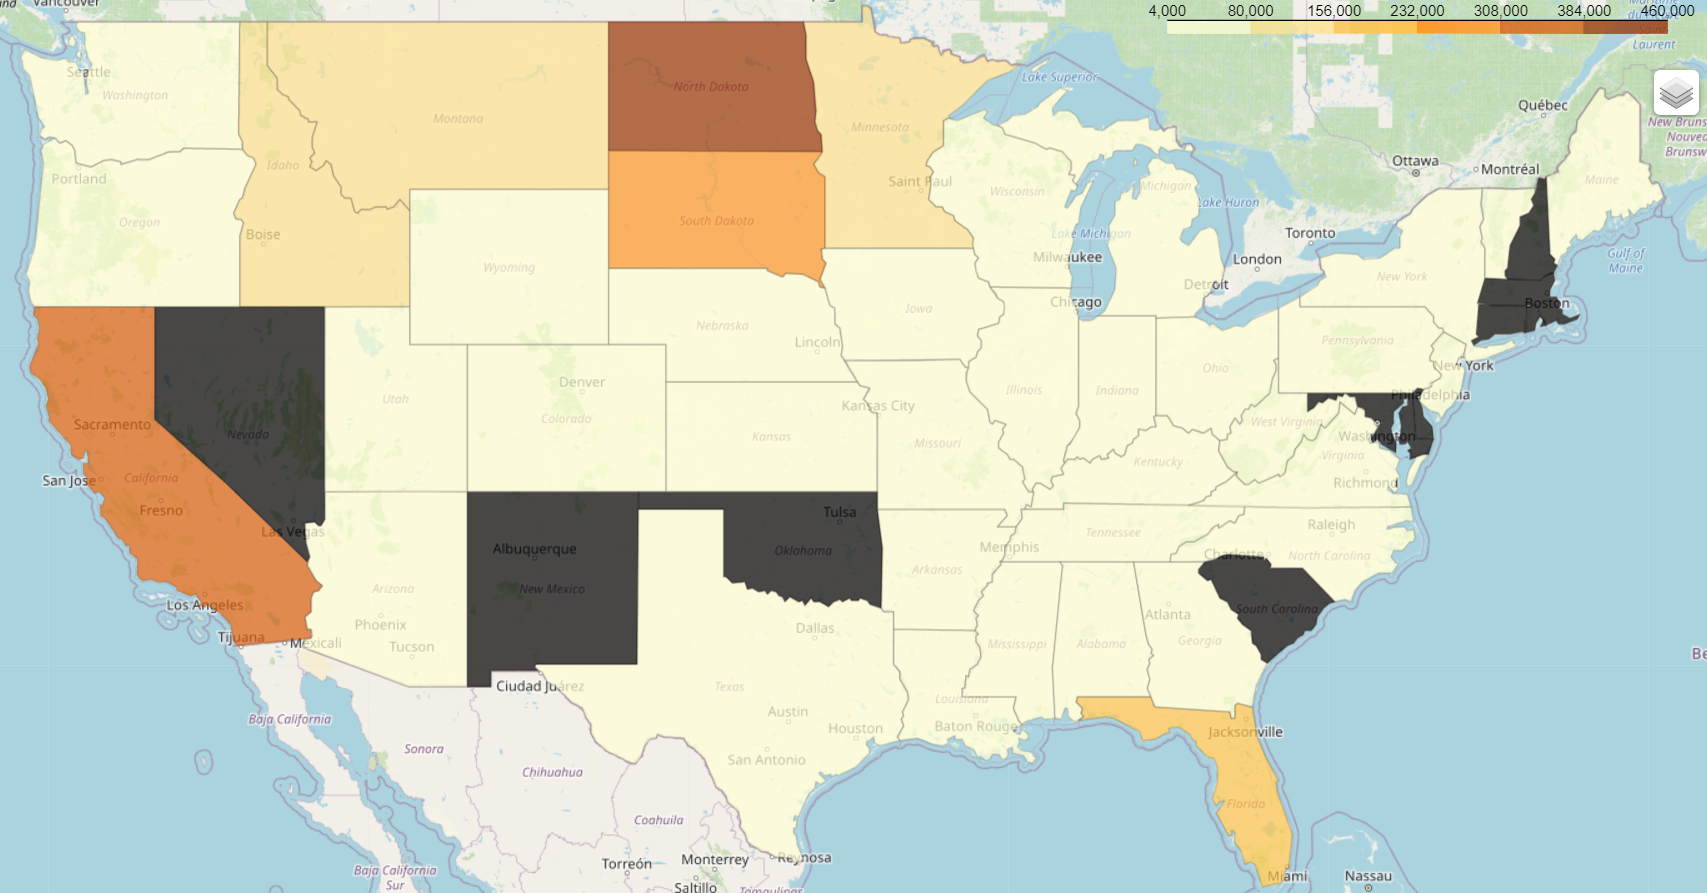 Vancouver
4,000 80,000 156,000 232,000 308,000 384,000 460,000
Maritimes
du
Saint
Laurent
Seattle
Washington
North Dakota
Lake Superior
Québec
Montana
Minnesota
New Bruns
Nouveau
Brunsw
Portland
Idaho
Saint Paul
Wisconsin
Michigan
Ottawa
Montréal
Maine
Oregon
Boise
South Dakota
Lake Michigan
Lake Huron
Toronto
Gulf of
Maine
Wyoming
Milwaukee
London
New York
Detroit
Chicago
Boston
Iowa
Nebraska
Lincoln
Pennsylvania
New York
Denver
Utah
Colorado
Kansas City
Illinois
Indiana
Ohio
Philadelphia
Sacramento
Nevada
Kansas
Missouri
West Virginia
Washington
Virginia
San Jose
California
Kentucky
Richmond
Fresno
Las Vegas
Tulsa
Albuquerque
Oklahoma
Memphis
Tennessee
Raleigh
Charlotte
North Carolina
Arizona
New Mexico
Arkansas
Los Angeles
Phoenix
Dallas
Atlanta
South Carolina
Tijuana
Mexicali
Tucson
Mississippi
Alabama
Georgia
Be
Ciudad Juárez
Texas
Louisiana
Baja California
Austin
Houston
Baton Rouge
Jacksonville
Sonora
Chihuahua
San Antonio
Florida
Coahuila
Baja California
Sur
Torreón
Monterrey
Reynosa
Saltillo
Tamaulipas
Miami
Nassau